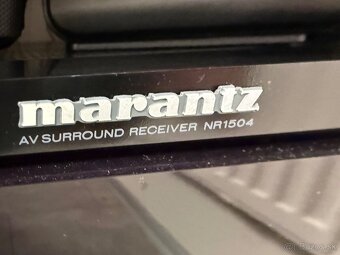 marantz
AV SURROUND RECEIVER NR1504